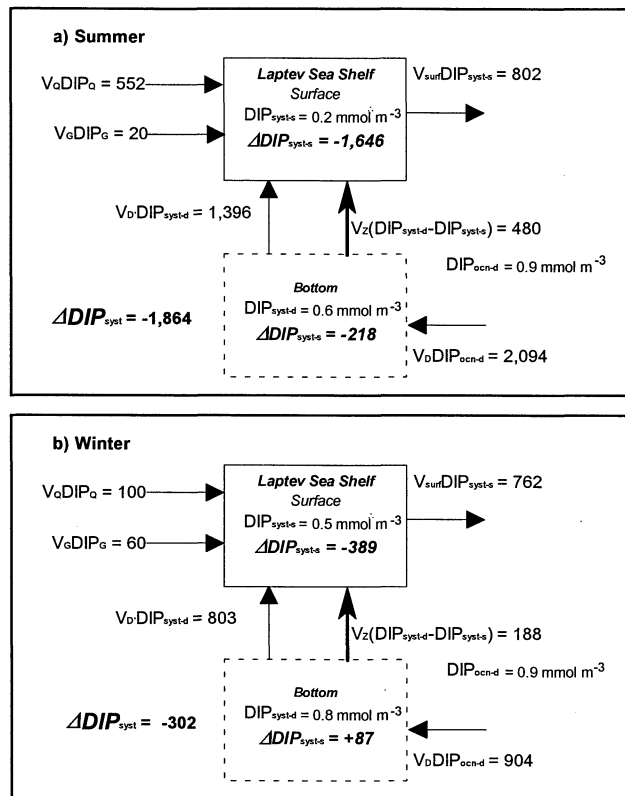 a) Summer
Laptev Sea Shelf
Surface
VQDIPQ = 552
VsurfDIPsyst-s = 802
DIPsyst-s = 0.2 mmol m-3
VGDIPG = 20
ΔDIPsyst-s = -1,646
VD'DIPsyst-d = 1,396
VZ(DIPsyst-d-DIPsyst-s) = 480
DIPocn-d = 0.9 mmol m-3
Bottom
DIPsyst-d = 0.6 mmol m-3
ΔDIPsyst = -1,864
ΔDIPsyst-s = -218
VDDIPocn-d = 2,094
b) Winter
Laptev Sea Shelf
Surface
VQDIPQ = 100
VsurfDIPsyst-s = 762
DIPsyst-s = 0.5 mmol m-3
VGDIPG = 60
ΔDIPsyst-s = -389
VD'DIPsyst-d = 803
VZ(DIPsyst-d-DIPsyst-s) = 188
DIPocn-d = 0.9 mmol m-3
Bottom
DIPsyst-d = 0.8 mmol m-3
ΔDIPsyst = -302
ΔDIPsyst-s = +87
VDDIPocn-d = 904